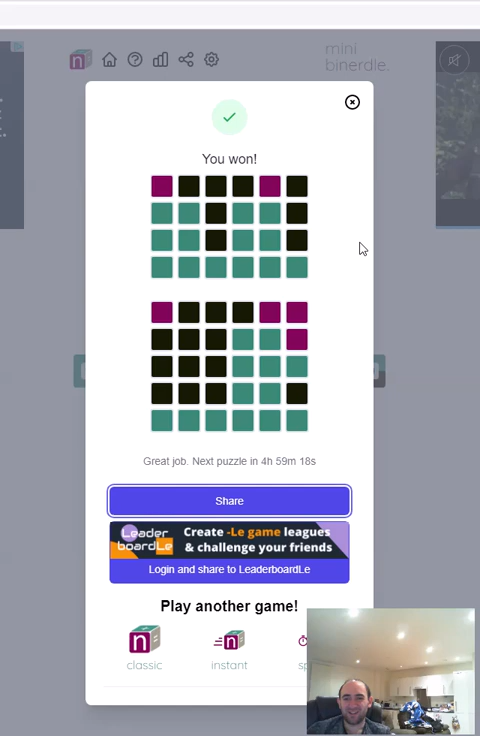 n
mini
binerdle.
You won!
Great job. Next puzzle in 4h 59m 18s
Share
Leader
boardLe
Create -Le game leagues
& challenge your friends
Login and share to LeaderboardLe
Play another game!
n
n
classic
instant